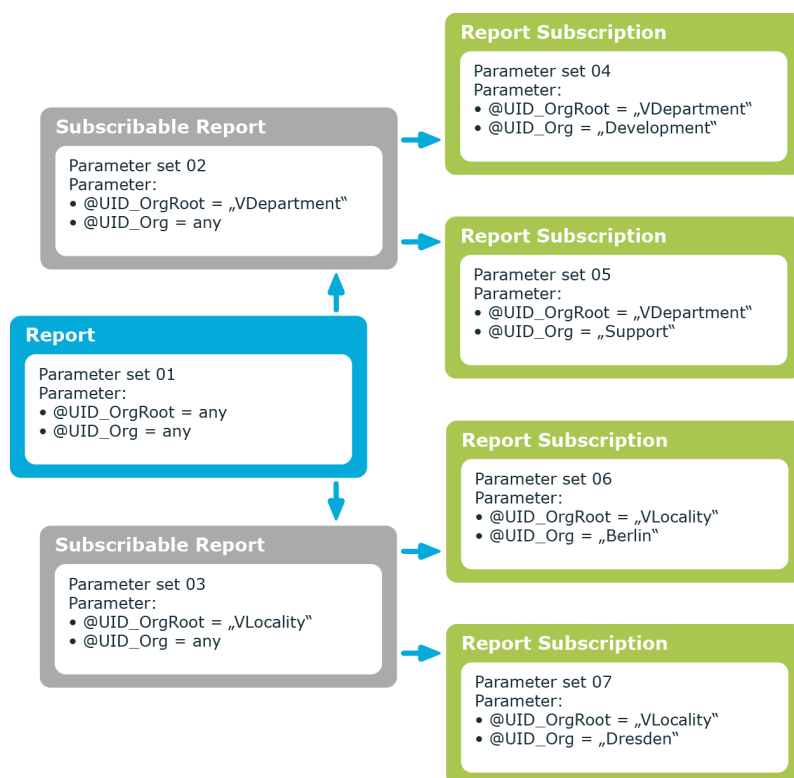 Report Subscription
Parameter set 04
Parameter:
• @UID_OrgRoot = „VDepartment“
• @UID_Org = „Development“
Subscribable Report
Parameter set 02
Parameter:
• @UID_OrgRoot = „VDepartment“
• @UID_Org = any
Report Subscription
Parameter set 05
Parameter:
• @UID_OrgRoot = „VDepartment“
• @UID_Org = „Support“
Report
Parameter set 01
Parameter:
• @UID_OrgRoot = any
• @UID_Org = any
Report Subscription
Parameter set 06
Parameter:
• @UID_OrgRoot = „VLocality“
• @UID_Org = „Berlin“
Subscribable Report
Parameter set 03
Parameter:
• @UID_OrgRoot = „VLocality“
• @UID_Org = any
Report Subscription
Parameter set 07
Parameter:
• @UID_OrgRoot = „VLocality“
• @UID_Org = „Dresden“